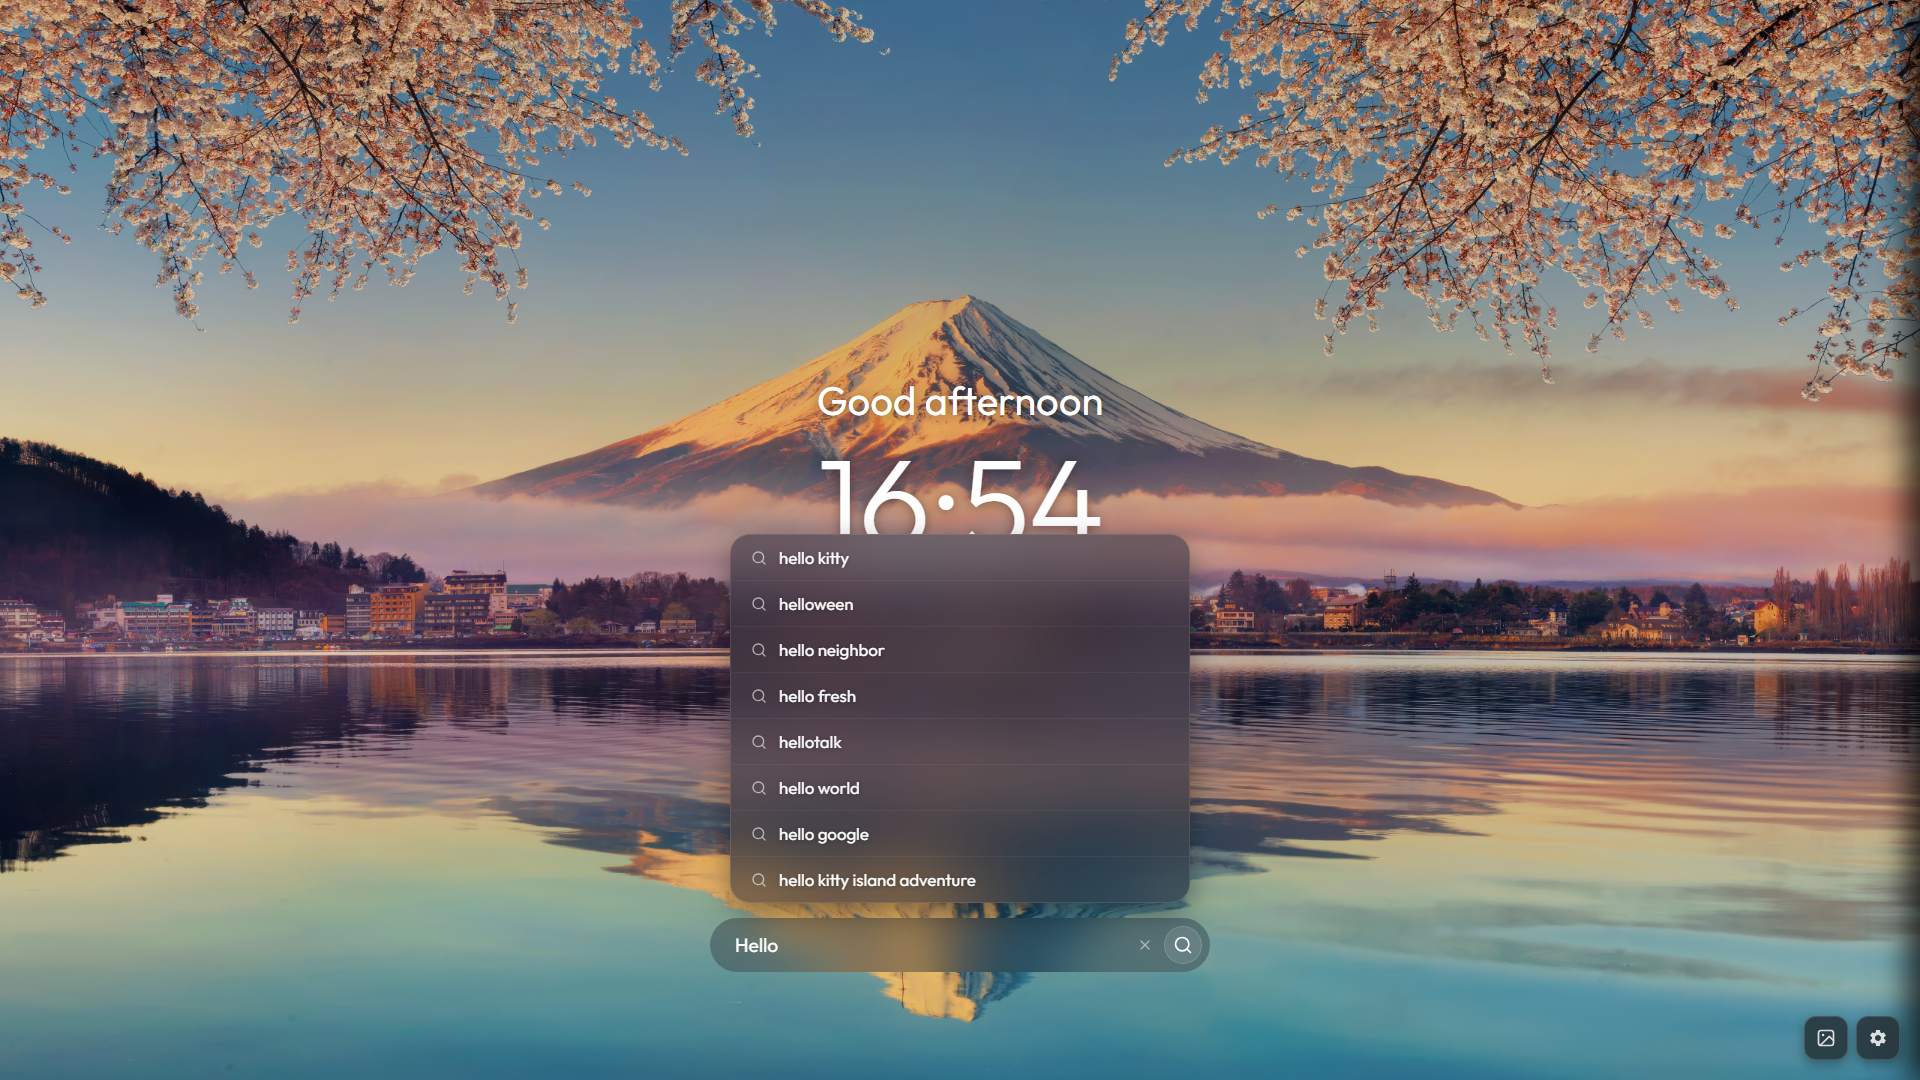 Good afternoon
16:54
hello kitty
helloween
hello neighbor
hello fresh
hellotalk
hello world
hello google
hello kitty island adventure
Hello